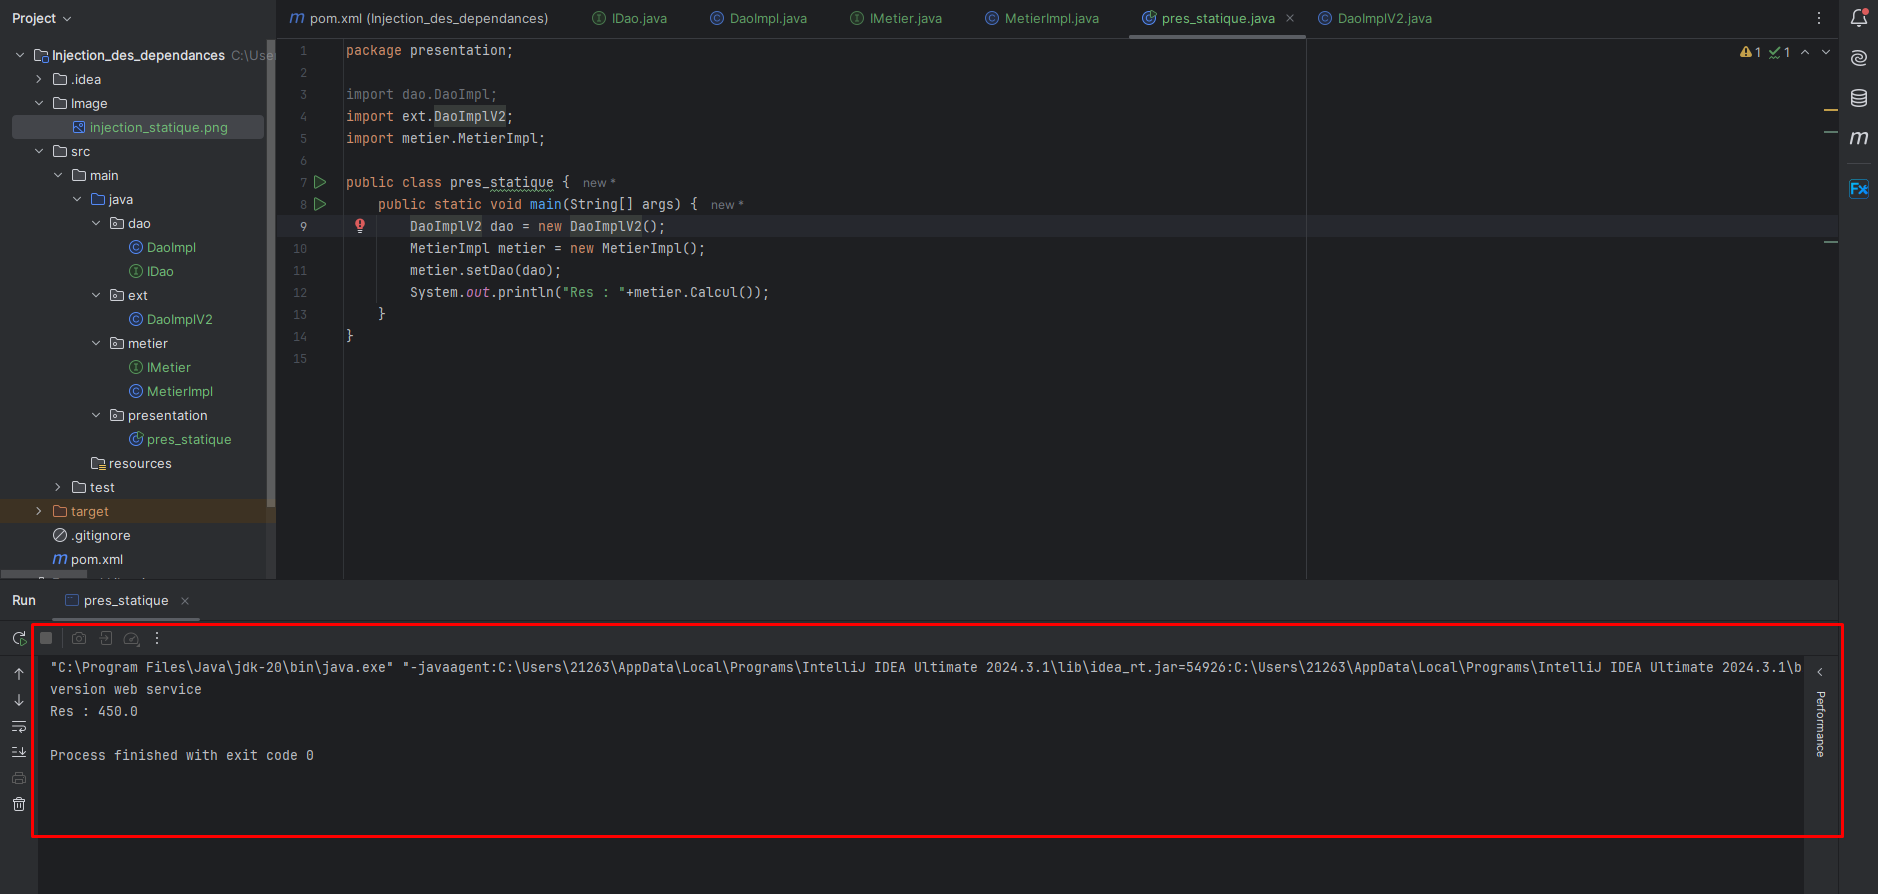 Project
pom.xml (Injection_des_dependances)
IDao.java
DaoImpl.java
IMetier.java
MetierImpl.java
pres_statique.java
DaoImplV2.java
Injection_des_dependances C:\Use
.idea
Image
injection_statique.png
src
main
java
dao
DaoImpl
IDao
ext
DaoImplV2
metier
IMetier
MetierImpl
presentation
pres_statique
resources
test
target
.gitignore
pom.xml
1 package presentation;
2
3 import dao.DaoImpl;
4 import ext.DaoImplV2;
5 import metier.MetierImpl;
6
7 public class pres_statique { new *
8 public static void main(String[] args) { new *
9 DaoImplV2 dao = new DaoImplV2();
10 MetierImpl metier = new MetierImpl();
11 metier.setDao(dao);
12 System.out.println("Res : "+metier.Calcul());
13 }
14 }
15
1 1
Fx
Run pres_statique
"C:\Program Files\Java\jdk-20\bin\java.exe" "-javaagent:C:\Users\21263\AppData\Local\Programs\IntelliJ IDEA Ultimate 2024.3.1\lib\idea_rt.jar=54926:C:\Users\21263\AppData\Local\Programs\IntelliJ IDEA Ultimate 2024.3.1\b
version web service
Res : 450.0
Process finished with exit code 0
Performance